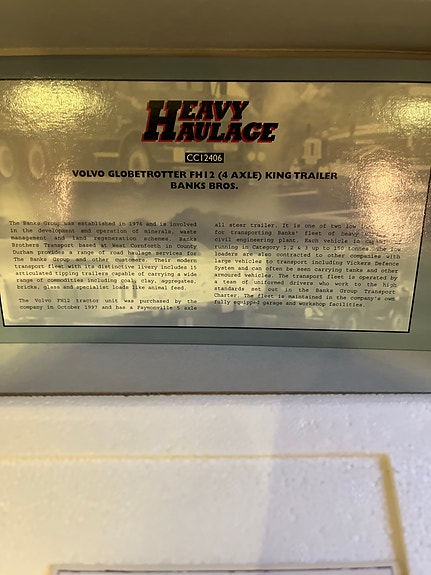 HEAVY
HAULAGE
CC12406
VOLVO GLOBETROTTER FH12 (4 AXLE) KING TRAILER
BANKS BROS.
The Banks Group was established in 1976 and is involved
in the development and operation of minerals, waste
management and land regeneration schemes. Banks
Brothers Transport based at West Cornforth in County
Durham provides a range of road haulage services for
The Banks Group and other customers. Their modern
transport fleet with its distinctive livery includes 15
articulated tipping trailers capable of carrying a wide
range of commodities including coal, clay, aggregates,
bricks, glass and specialist loads like animal feed.
The Volvo FH12 tractor unit was purchased by the
company in October 1997 and has a Faymonville 5 axle
all steer trailer. It is one of two low
for transporting Banks' fleet of heavy
civil engineering plant. Each vehicle is
running in Category 1,2 & 3 up to 150 tonnes. The low
loaders are also contracted to other companies with
large vehicles to transport including Vickers Defence
System and can often be seen carrying tanks and other
armoured vehicles. The transport fleet is operated by
a team of uniformed drivers who work to the high
standards set out in the Banks Group Transport
Charter. The fleet is maintained in the company's own
fully equipped garage and workshop facilities.